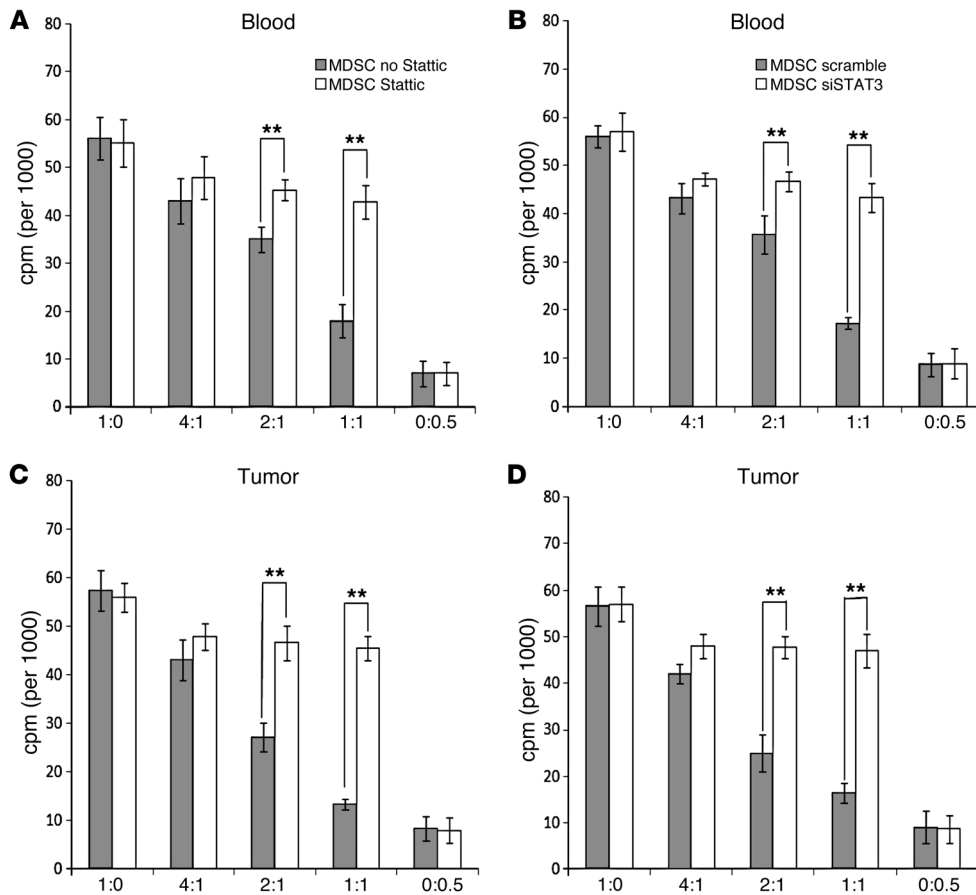 A
Blood
MDSC no Stattic
MDSC Stattic
cpm (per 1000)
80
70
60
50
40
30
20
10
0
**
**
1:0 4:1 2:1 1:1 0:0.5
B
Blood
MDSC scramble
MDSC siSTAT3
cpm (per 1000)
80
70
60
50
40
30
20
10
0
**
**
1:0 4:1 2:1 1:1 0:0.5
C
Tumor
cpm (per 1000)
80
70
60
50
40
30
20
10
0
**
**
1:0 4:1 2:1 1:1 0:0.5
D
Tumor
cpm (per 1000)
80
70
60
50
40
30
20
10
0
**
**
1:0 4:1 2:1 1:1 0:0.5